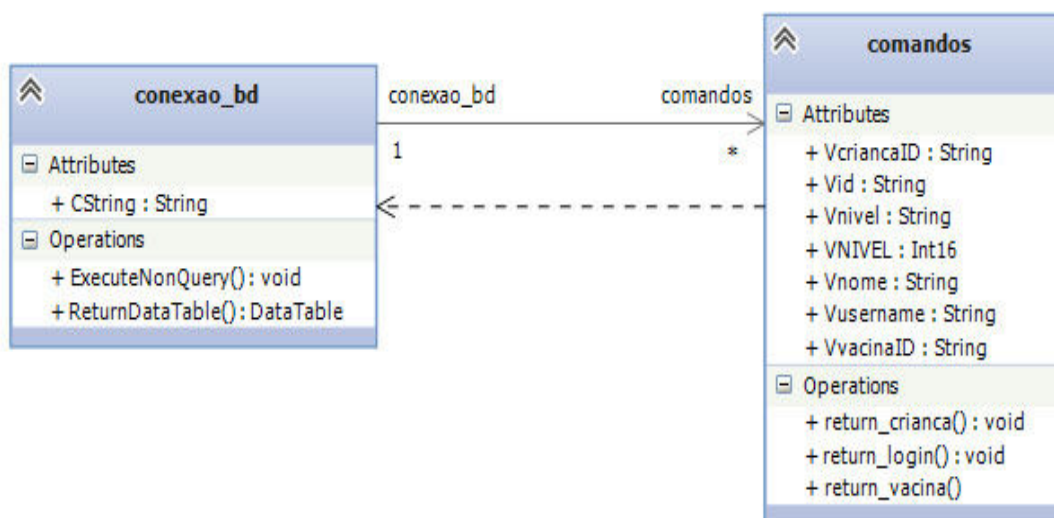 conexao_bd
Attributes
+ CString : String
Operations
+ ExecuteNonQuery() : void
+ ReturnDataTable() : DataTable
conexao_bd
comandos
1
*
comandos
Attributes
+ VcriancaID : String
+ Vid : String
+ Vnivel : String
+ VNIVEL : Int16
+ Vnome : String
+ Vusername : String
+ VvacinaID : String
Operations
+ return_crianca() : void
+ return_login() : void
+ return_vacina()